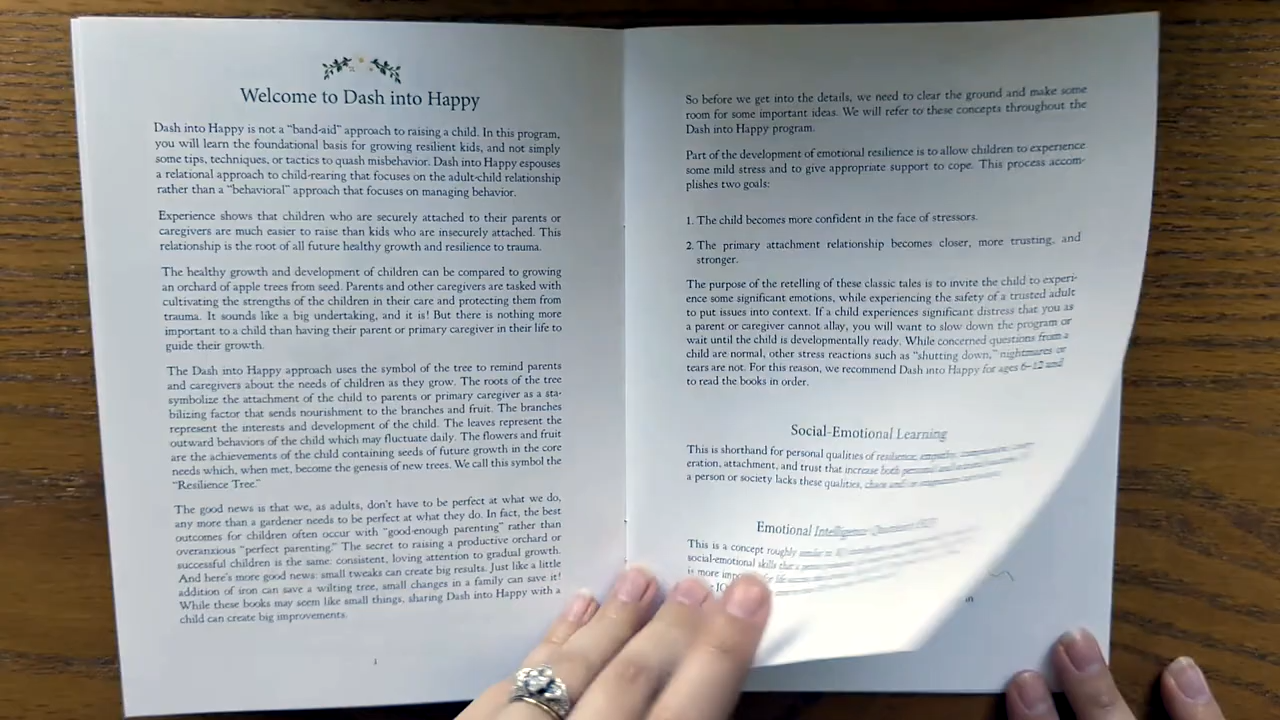 Welcome to Dash into Happy
Dash into Happy is not a "band-aid" approach to raising a child. In this program,
you will learn the foundational basis for growing resilient kids, and not simply
some tips, techniques, or tactics to quash misbehavior. Dash into Happy espouses
a relational approach to child-rearing that focuses on the adult-child relationship
rather than a "behavioral" approach that focuses on managing behavior.
Experience shows that children who are securely attached to their parents or
caregivers are much easier to raise than kids who are insecurely attached. This
relationship is the root of all future healthy growth and resilience to trauma.
The healthy growth and development of children can be compared to growing
an orchard of apple trees from seed. Parents and other caregivers are tasked with
cultivating the strengths of the children in their care and protecting them from
trauma. It sounds like a big undertaking, and it is! But there is nothing more
important to a child than having their parent or primary caregiver in their life to
guide their growth.
The Dash into Happy approach uses the symbol of the tree to remind parents
and caregivers about the needs of children as they grow. The roots of the tree
symbolize the attachment of the child to parents or primary caregiver as a sta-
bilizing factor that sends nourishment to the branches and fruit. The branches
represent the interests and development of the child. The leaves represent the
outward behaviors of the child which may fluctuate daily. The flowers and fruit
are the achievements of the child containing seeds of future growth in the core
needs which, when met, become the genesis of new trees. We call this symbol the
"Resilience Tree."
The good news is that we, as adults, don't have to be perfect at what we do,
any more than a gardener needs to be perfect at what they do. In fact, the best
outcomes for children often occur with "good-enough parenting" rather than
overanxious "perfect parenting." The secret to raising a productive orchard or
successful children is the same: consistent, loving attention to gradual growth.
And here's more good news: small tweaks can create big results. Just like a little
addition of iron can save a wilting tree, small changes in a family can save it!
While these books may seem like small things, sharing Dash into Happy with a
child can create big improvements.
1
So before we get into the details, we need to clear the ground and make some
room for some important ideas. We will refer to these concepts throughout the
Dash into Happy program.
Part of the development of emotional resilience is to allow children to experience
some mild stress and to give appropriate support to cope. This process accom-
plishes two goals:
1. The child becomes more confident in the face of stressors.
2. The primary attachment relationship becomes closer, more trusting, and
stronger.
The purpose of the retelling of these classic tales is to invite the child to experi-
ence some significant emotions, while experiencing the safety of a trusted adult
to put issues into context. If a child experiences significant distress that you as
a parent or caregiver cannot allay, you will want to slow down the program or
wait until the child is developmentally ready. While concerned questions from a
child are normal, other stress reactions such as "shutting down," nightmares or
tears are not. For this reason, we recommend Dash into Happy for ages 6–12 and
to read the books in order.
Social-Emotional Learning
This is shorthand for personal qualities of resilience, empathy,
eration, attachment, and trust that increase both
a person or society lacks these qualities,
Emotional Intelligence
This is a concept roughly
social-emotional skills that
is more
in